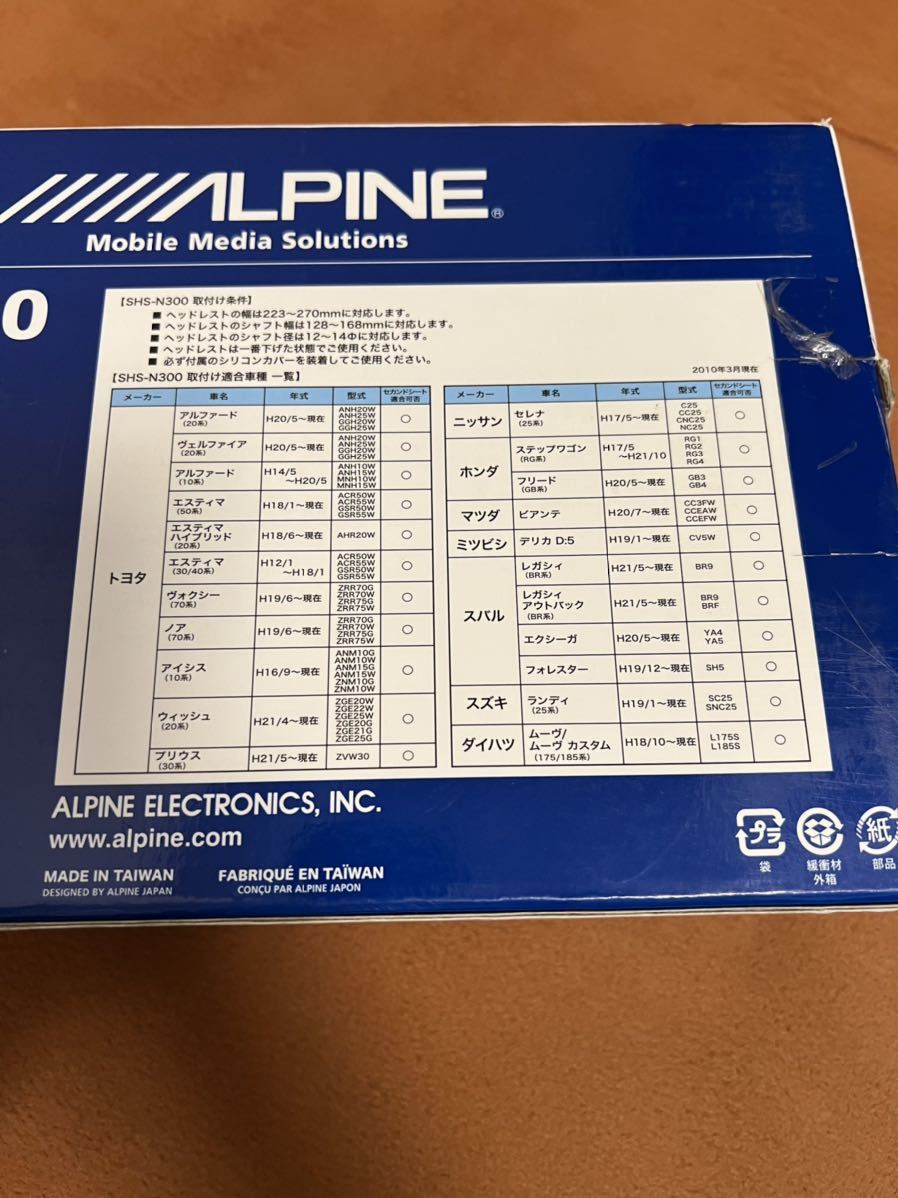 ALPINE®
Mobile Media Solutions
0
【SHS-N300 取付け条件】
■ ヘッドレストの幅は223〜270mmに対応します。
■ ヘッドレストのシャフト幅は128〜168mmに対応します。
■ ヘッドレストのシャフト径は12〜14Φに対応します。
■ ヘッドレストは一番下げた状態でご使用ください。
■ 必ず付属のシリコンカバーを装着してご使用ください。
【SHS-N300 取付け適合車種 一覧】
2010年3月現在
メーカー 車名 年式 型式 セカンドシート
適合可否
トヨタ
アルファード
(20系)
H20/5〜現在
ANH20W
ANH25W
GGH20W
GGH25W
○
ヴェルファイア
(20系)
H20/5〜現在
ANH20W
ANH25W
GGH20W
GGH25W
○
アルファード
(10系)
H14/5
〜H20/5
ANH10W
ANH15W
MNH10W
MNH15W
○
エスティマ
(50系)
H18/1〜現在
ACR50W
ACR55W
GSR50W
GSR55W
○
エスティマ
ハイブリッド
(20系)
H18/6〜現在
AHR20W
○
エスティマ
(30/40系)
H12/1
〜H18/1
ACR50W
ACR55W
GSR50W
GSR55W
○
ヴォクシー
(70系)
H19/6〜現在
ZRR70G
ZRR70W
ZRR75G
ZRR75W
○
ノア
(70系)
H19/6〜現在
ZRR70G
ZRR70W
ZRR75G
ZRR75W
○
アイシス
(10系)
H16/9〜現在
ANM10G
ANM10W
ANM15G
ANM15W
ZNM10G
ZNM10W
○
ウィッシュ
(20系)
H21/4〜現在
ZGE20W
ZGE22W
ZGE25W
ZGE20G
ZGE21G
ZGE25G
○
プリウス
(30系)
H21/5〜現在
ZVW30
○
メーカー 車名 年式 型式 セカンドシート
適合可否
ニッサン
セレナ
(25系)
H17/5〜現在
C25
CC25
CNC25
NC25
○
ホンダ
ステップワゴン
(RG系)
H17/5
〜H21/10
RG1
RG2
RG3
RG4
○
フリード
(GB系)
H20/5〜現在
GB3
GB4
○
マツダ
ビアンテ
H20/7〜現在
CC3FW
CCEAW
CCEFW
○
ミツビシ
デリカ D:5
H19/1〜現在
CV5W
○
スバル
レガシィ
(BR系)
H21/5〜現在
BR9
○
レガシィ
アウトバック
(BR系)
H21/5〜現在
BR9
BRF
○
エクシーガ
H20/5〜現在
YA4
YA5
○
フォレスター
H19/12〜現在
SH5
○
スズキ
ランディ
(25系)
H19/1〜現在
SC25
SNC25
○
ダイハツ
ムーヴ/
ムーヴ カスタム
(175/185系)
H18/10〜現在
L175S
L185S
○
ALPINE ELECTRONICS, INC.
www.alpine.com
MADE IN TAIWAN
DESIGNED BY ALPINE JAPAN
FABRIQUÉ EN TAÏWAN
CONÇU PAR ALPINE JAPON
プラ
袋
緩衝材
外箱
紙
部品